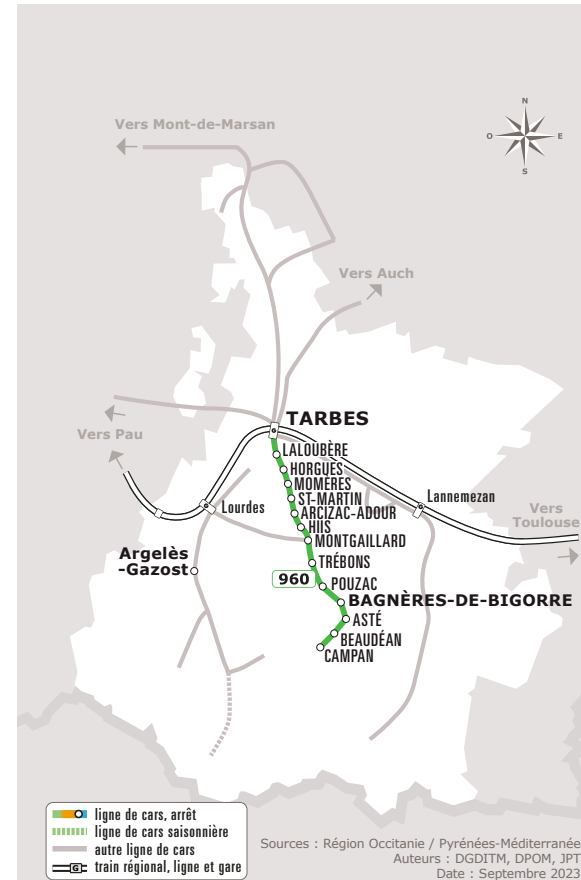 N
O
E
S
Vers Mont-de-Marsan
Vers Auch
TARBES
Vers Pau
LALOUBÈRE
HORGUES
MOMÈRES
ST-MARTIN
ARCIZAC-ADOUR
HIIS
MONTGAILLARD
TRÉBONS
Lourdes
Lannemezan
Vers
Toulouse
Argelès
-Gazost
960
POUZAC
BAGNÈRES-DE-BIGORRE
ASTÉ
BEAUDÉAN
CAMPAN
ligne de cars, arrêt
ligne de cars saisonnière
autre ligne de cars
G
train régional, ligne et gare
Sources : Région Occitanie / Pyrénées-Méditerranée
Auteurs : DGDITM, DPOM, JPT
Date : Septembre 2023